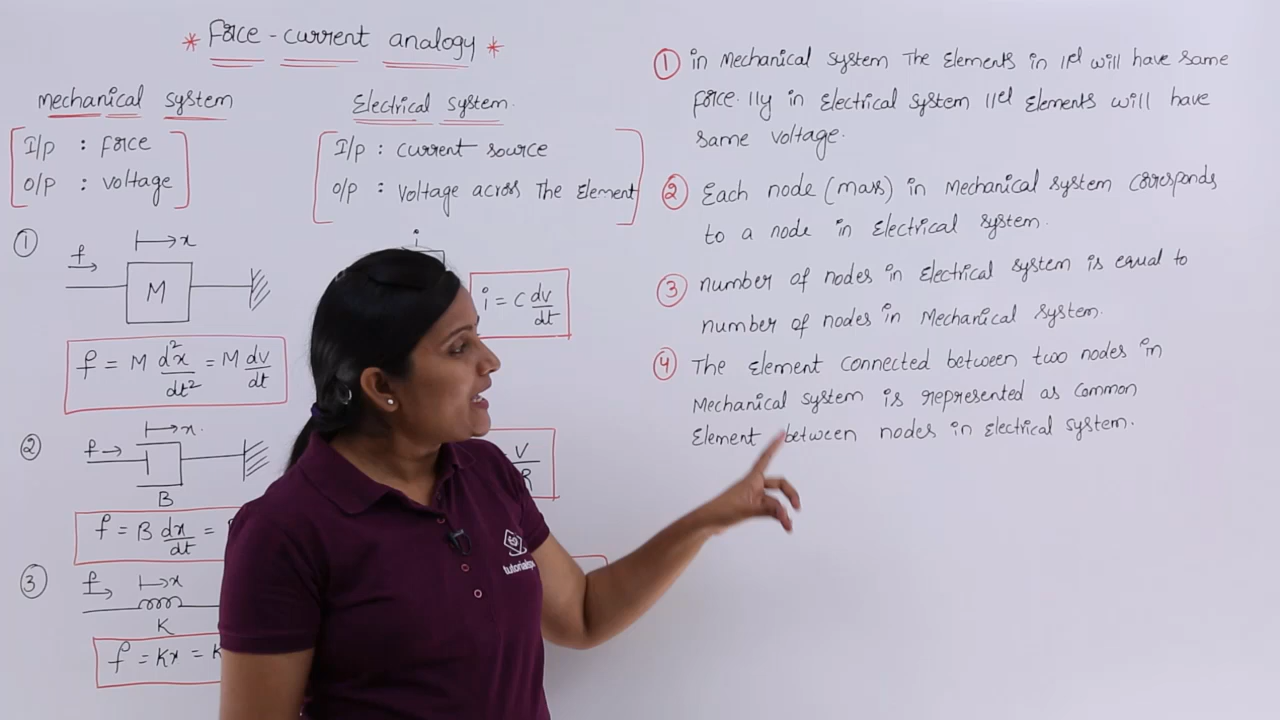 * Force - current analogy *
Mechanical system
I/p : force
O/p : voltage
Electrical system.
I/p : current source
O/p : voltage across The Element
①
f
x
M
f = M d²x/dt² = M dv/dt
i
i = C dv/dt
②
f
x.
B
f = B dx/dt =
V/R
③
f
x
K
f = Kx = K
① in Mechanical system The Elements in 11el will have same
force. 11ly in Electrical system 11el Elements will have
same voltage.
② Each node (mass) in Mechanical system corresponds
to a node in Electrical system.
③ number of nodes in Electrical system is equal to
number of nodes in Mechanical system.
④ The Element connected between two nodes in
Mechanical system is represented as common
Element between nodes in Electrical system.